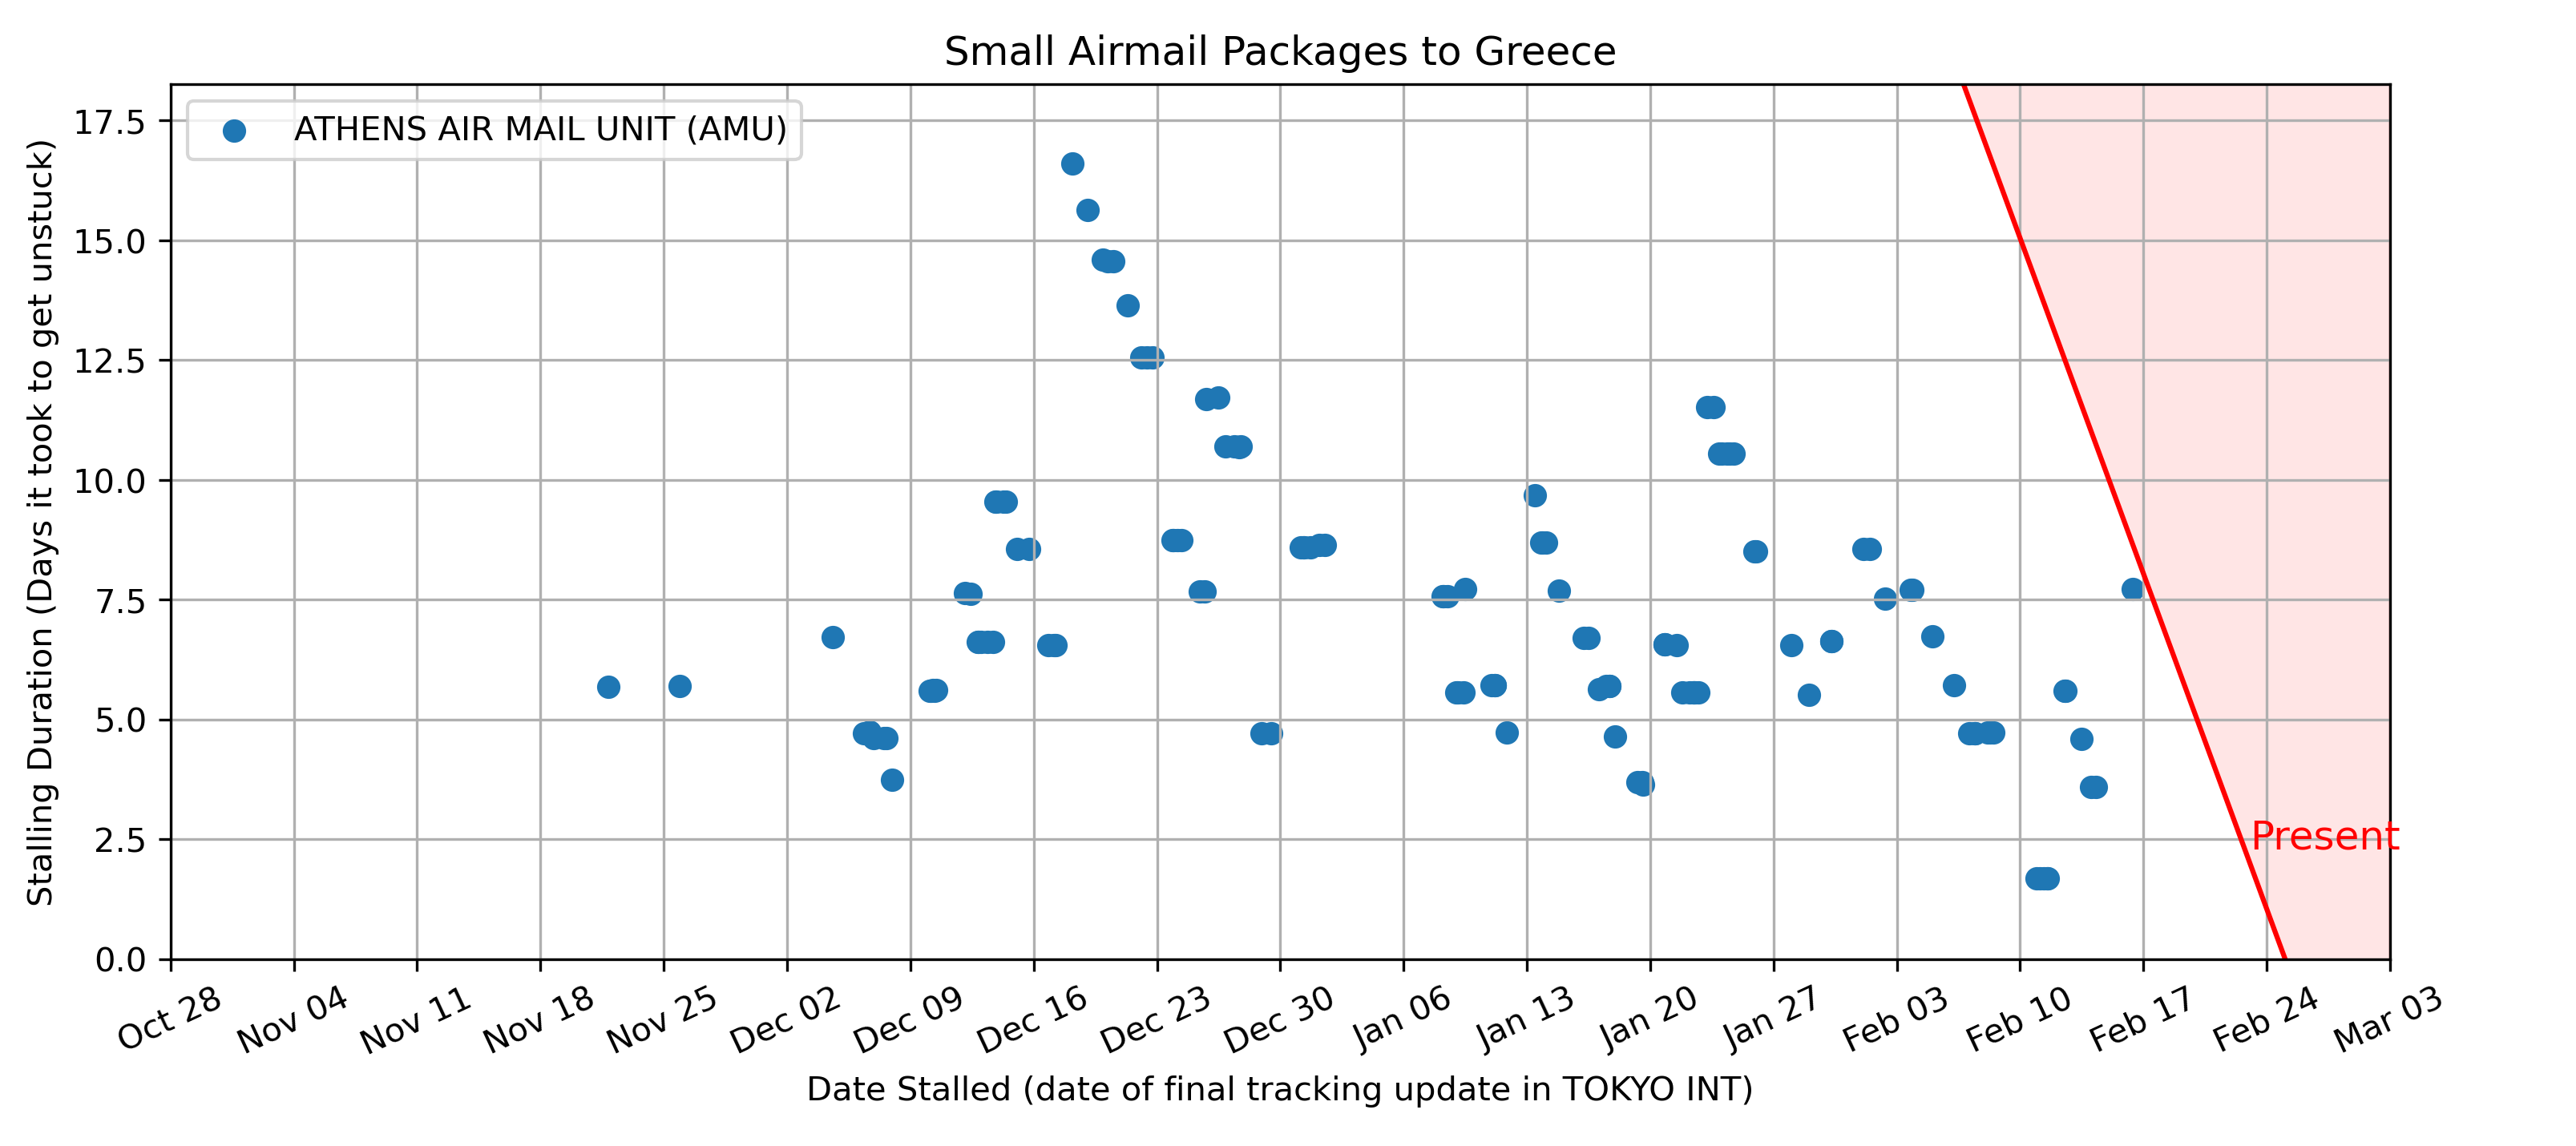 Small Airmail Packages to Greece
ATHENS AIR MAIL UNIT (AMU)
Stalling Duration (Days it took to get unstuck)
17.5
15.0
12.5
10.0
7.5
5.0
2.5
0.0
Present
Oct 28
Nov 04
Nov 11
Nov 18
Nov 25
Dec 02
Dec 09
Dec 16
Dec 23
Dec 30
Jan 06
Jan 13
Jan 20
Jan 27
Feb 03
Feb 10
Feb 17
Feb 24
Mar 03
Date Stalled (date of final tracking update in TOKYO INT)